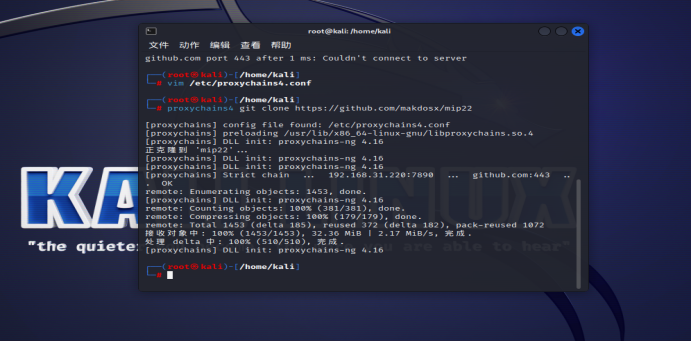 root@kali: /home/kali
文件 动作 编辑 查看 帮助
github.com port 443 after 1 ms: Couldn't connect to server
┌──(root㉿kali)-[/home/kali]
└─# vim /etc/proxychains4.conf
┌──(root㉿kali)-[/home/kali]
└─# proxychains4 git clone https://github.com/makdosx/mip22
[proxychains] config file found: /etc/proxychains4.conf
[proxychains] preloading /usr/lib/x86_64-linux-gnu/libproxychains.so.4
正克隆到 'mip22'...
[proxychains] DLL init: proxychains-ng 4.16
[proxychains] DLL init: proxychains-ng 4.16
[proxychains] Strict chain ... 192.168.31.220:7890 ... github.com:443 ..
. OK
remote: Enumerating objects: 1453, done.
[proxychains] DLL init: proxychains-ng 4.16
remote: Counting objects: 100% (381/381), done.
remote: Compressing objects: 100% (179/179), done.
remote: Total 1453 (delta 185), reused 372 (delta 182), pack-reused 1072
接收对象中: 100% (1453/1453), 32.36 MiB | 2.17 MiB/s, 完成.
处理 delta 中: 100% (510/510), 完成.
[proxychains] DLL init: proxychains-ng 4.16
┌──(root㉿kali)-[/home/kali]
└─#
KA
"the quiete
are able to hear"